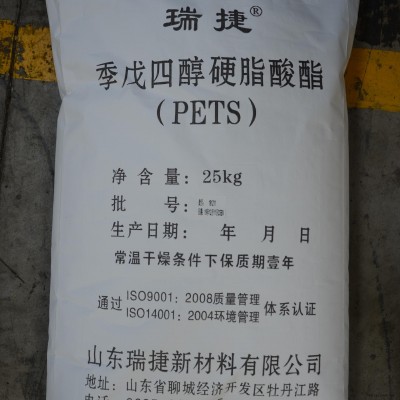 瑞捷®
季戊四醇硬脂酸酯
(PETS)
净含量：25kg
批 号：
生产日期： 年 月 日
常温干燥条件下保质期壹年
通过 ISO9001：2008质量管理 体系认证
ISO14001：2004环境管理
山东瑞捷新材料有限公司
地址：山东省聊城经济开发区牡丹江路